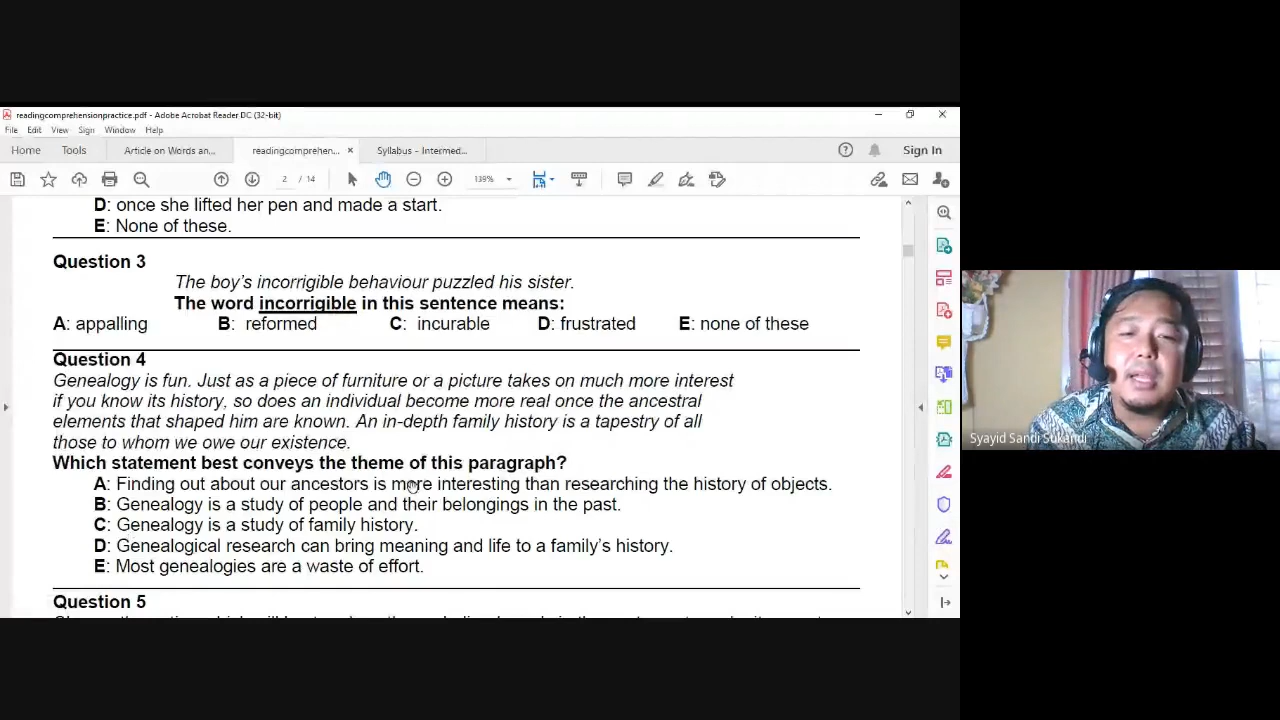 readingcomprehensionpractice.pdf - Adobe Acrobat Reader DC (32-bit)
File Edit View Sign Window Help
Home Tools Article on Words an... readingcomprehen... × Syllabus - Intermed... Sign In
2 / 14 139%
D: once she lifted her pen and made a start.
E: None of these.
Question 3
The boy's incorrigible behaviour puzzled his sister.
The word incorrigible in this sentence means:
A: appalling B: reformed C: incurable D: frustrated E: none of these
Question 4
Genealogy is fun. Just as a piece of furniture or a picture takes on much more interest
if you know its history, so does an individual become more real once the ancestral
elements that shaped him are known. An in-depth family history is a tapestry of all
those to whom we owe our existence.
Which statement best conveys the theme of this paragraph?
A: Finding out about our ancestors is more interesting than researching the history of objects.
B: Genealogy is a study of people and their belongings in the past.
C: Genealogy is a study of family history.
D: Genealogical research can bring meaning and life to a family's history.
E: Most genealogies are a waste of effort.
Question 5
Syayid Sandi Sukandi